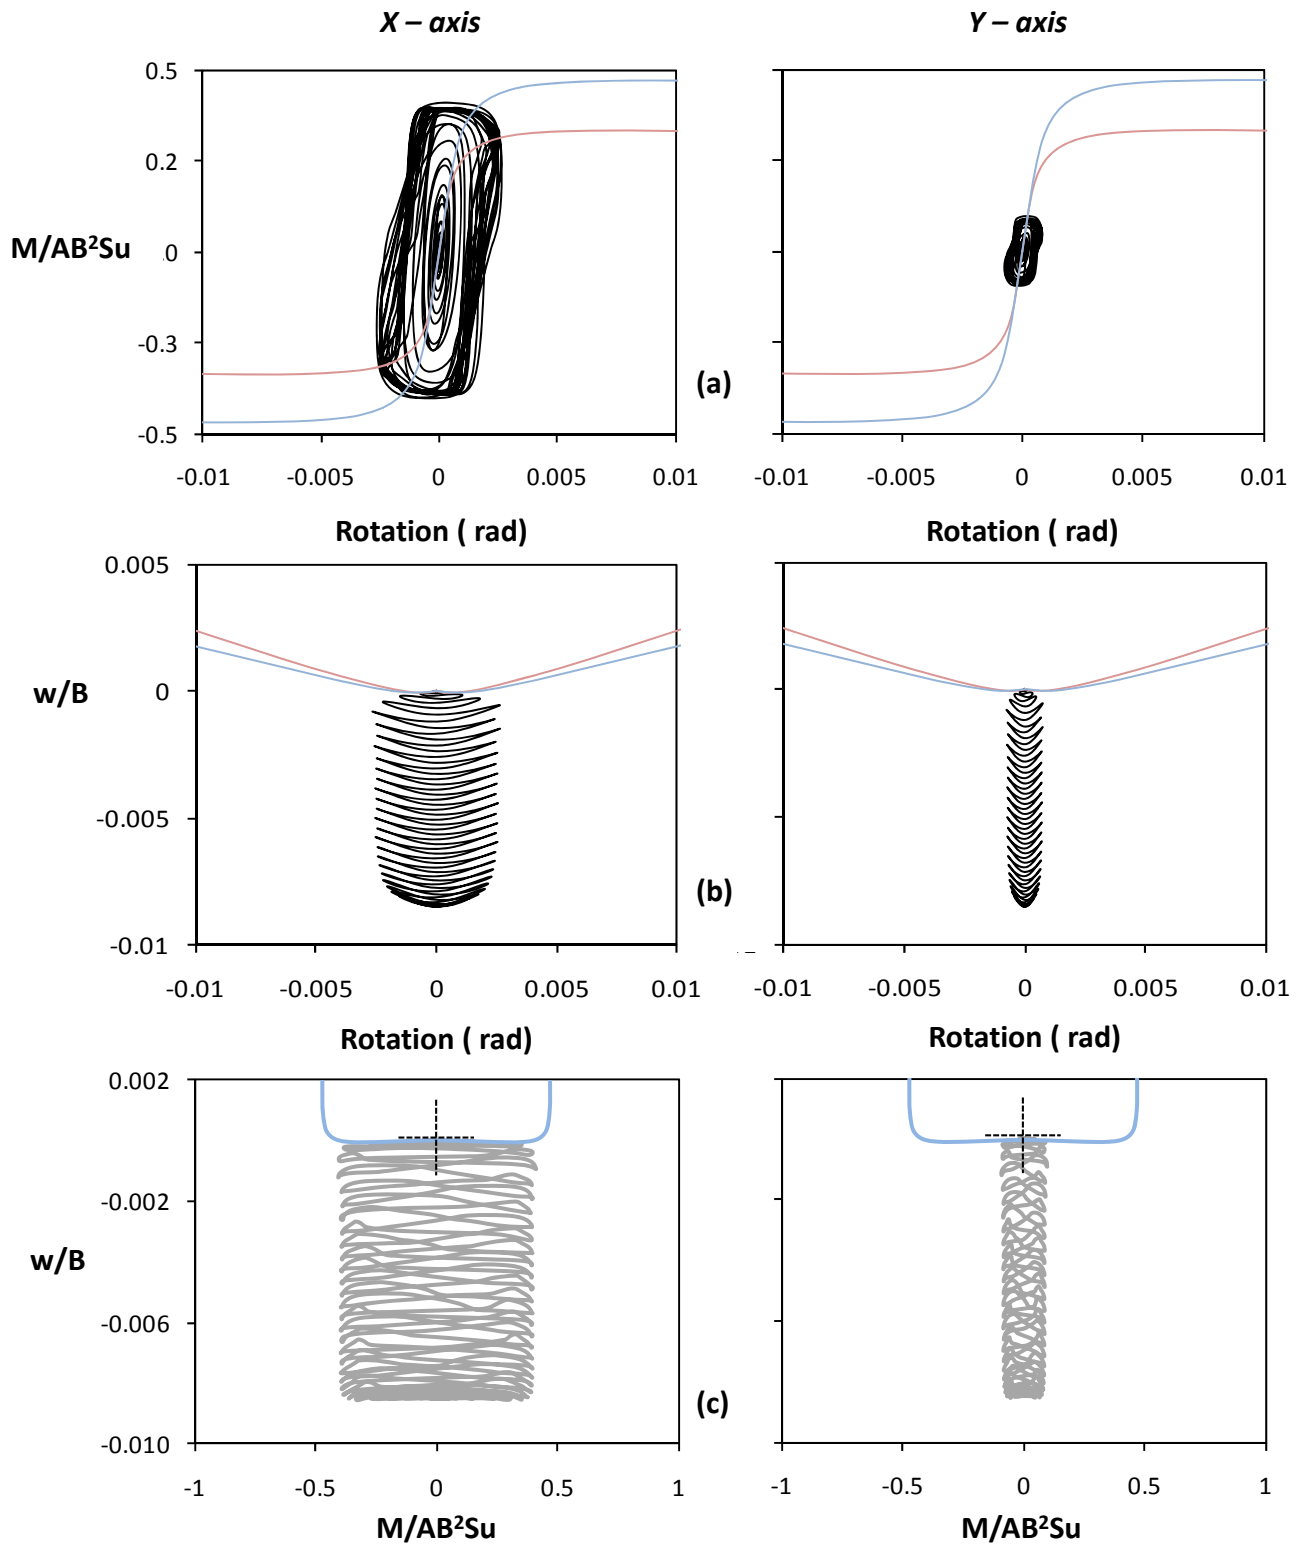 X – axis
Y – axis
0.5
0.2
M/AB²Su
0
-0.3
(a)
-0.5
-0.01 -0.005 0 0.005 0.01
-0.01 -0.005 0 0.005 0.01
Rotation ( rad)
Rotation ( rad)
0.005
w/B
0
-0.005
(b)
-0.01
-0.01 -0.005 0 0.005 0.01
-0.01 -0.005 0 0.005 0.01
Rotation ( rad)
Rotation ( rad)
0.002
-0.002
w/B
-0.006
(c)
-0.010
-1 -0.5 0 0.5 1
-1 -0.5 0 0.5 1
M/AB²Su
M/AB²Su